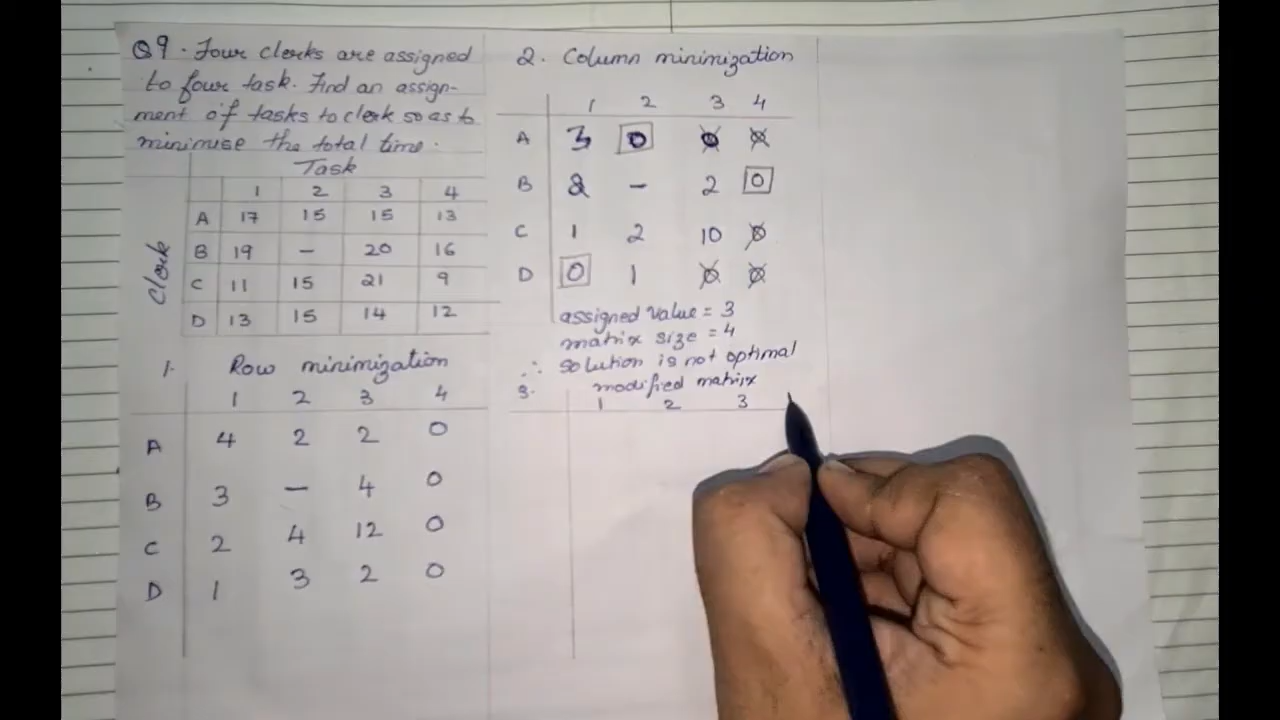 Q9. Four clerks are assigned
to four task. Find an assign-
ment of tasks to clerk so as to
minimise the total time.
Task
1 2 3 4
Clerk
A 17 15 15 13
B 19 - 20 16
C 11 15 21 9
D 13 15 14 12
1. Row minimization
1 2 3 4
A 4 2 2 0
B 3 - 4 0
C 2 4 12 0
D 1 3 2 0
2. Column minimization
1 2 3 4
A 3 0 0 0
B 2 - 2 0
C 1 2 10 0
D 0 1 0 0
assigned value = 3
matrix size = 4
∴ solution is not optimal
3. modified matrix
1 2 3